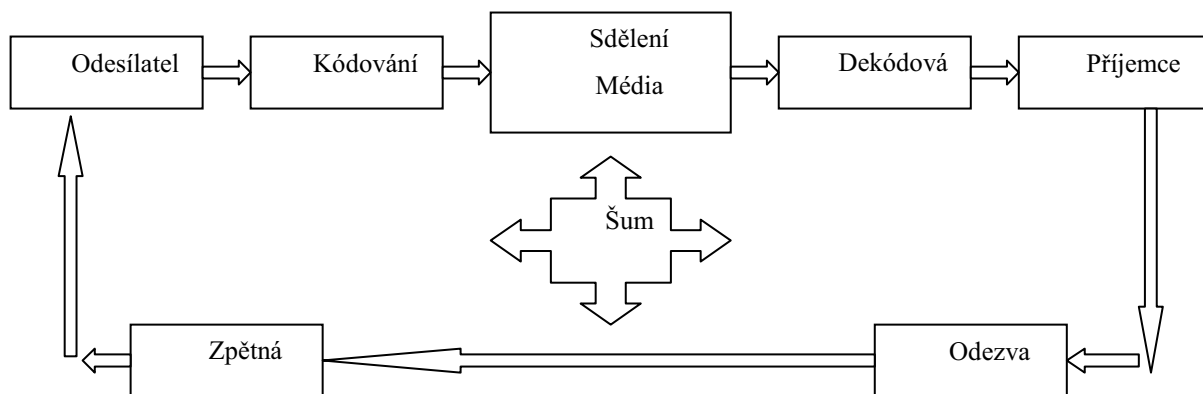 Odesílatel
Kódování
Sdělení
Média
Dekódová
Příjemce
Šum
Zpětná
Odezva